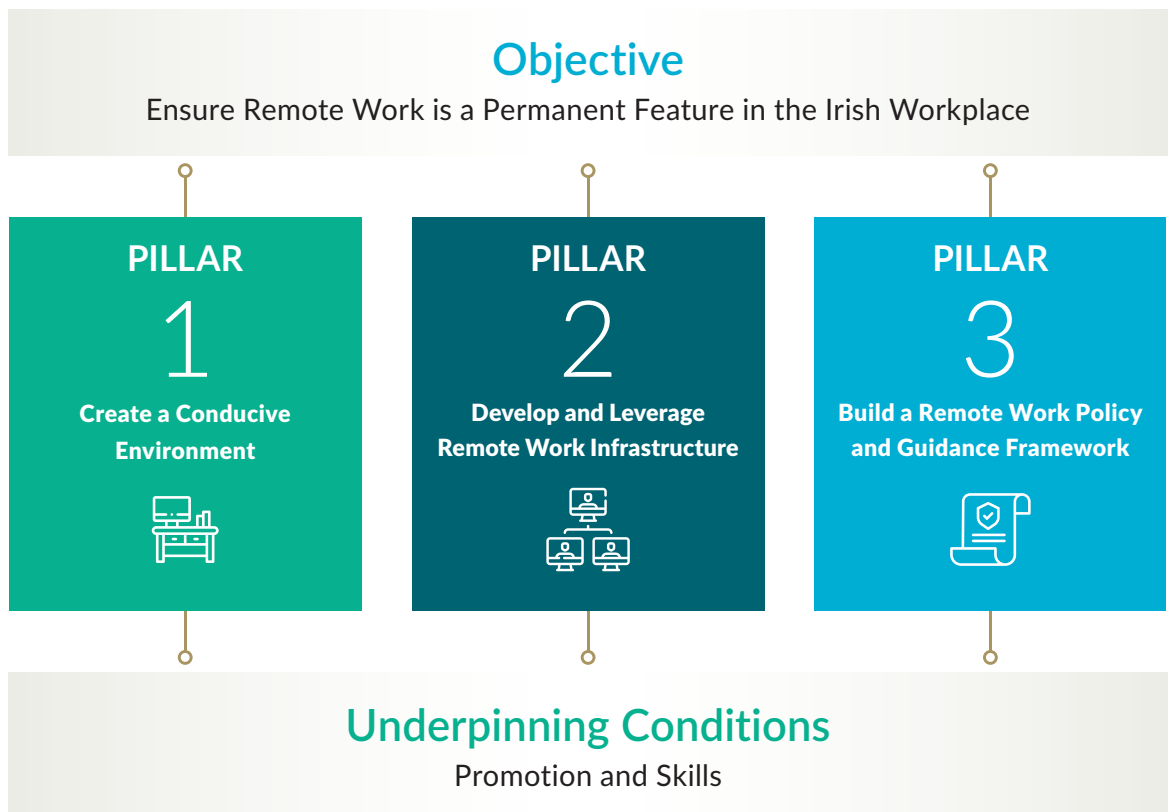 Objective
Ensure Remote Work is a Permanent Feature in the Irish Workplace
PILLAR
1
Create a Conducive
Environment
PILLAR
2
Develop and Leverage
Remote Work Infrastructure
PILLAR
3
Build a Remote Work Policy
and Guidance Framework
Underpinning Conditions
Promotion and Skills